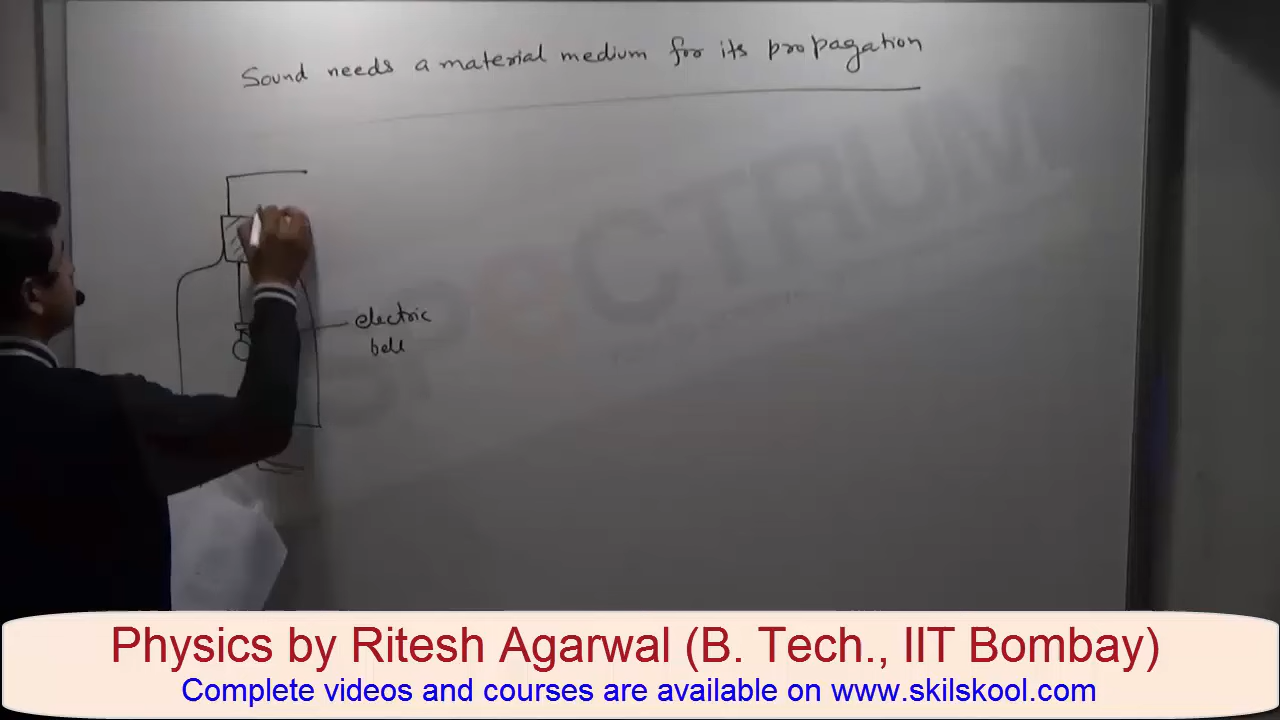 Sound needs a material medium for its propagation
electric
bell
SPECTRUM
Physics by Ritesh Agarwal (B. Tech., IIT Bombay)
Complete videos and courses are available on www.skilskool.com